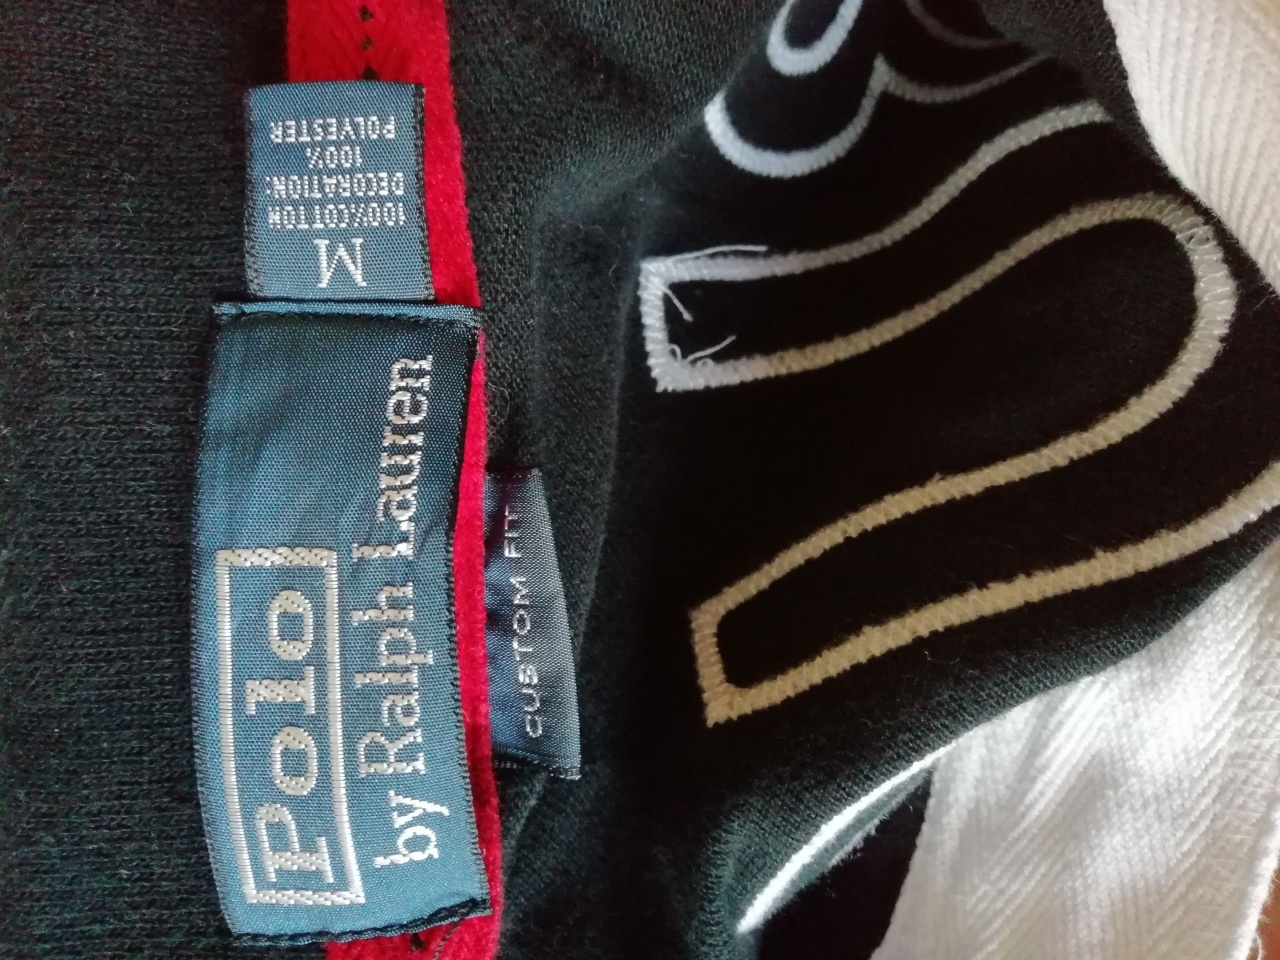 Polo
by Ralph Lauren
M
100%COTTON
DECORATION:
100%
POLYESTER
CUSTOM FIT